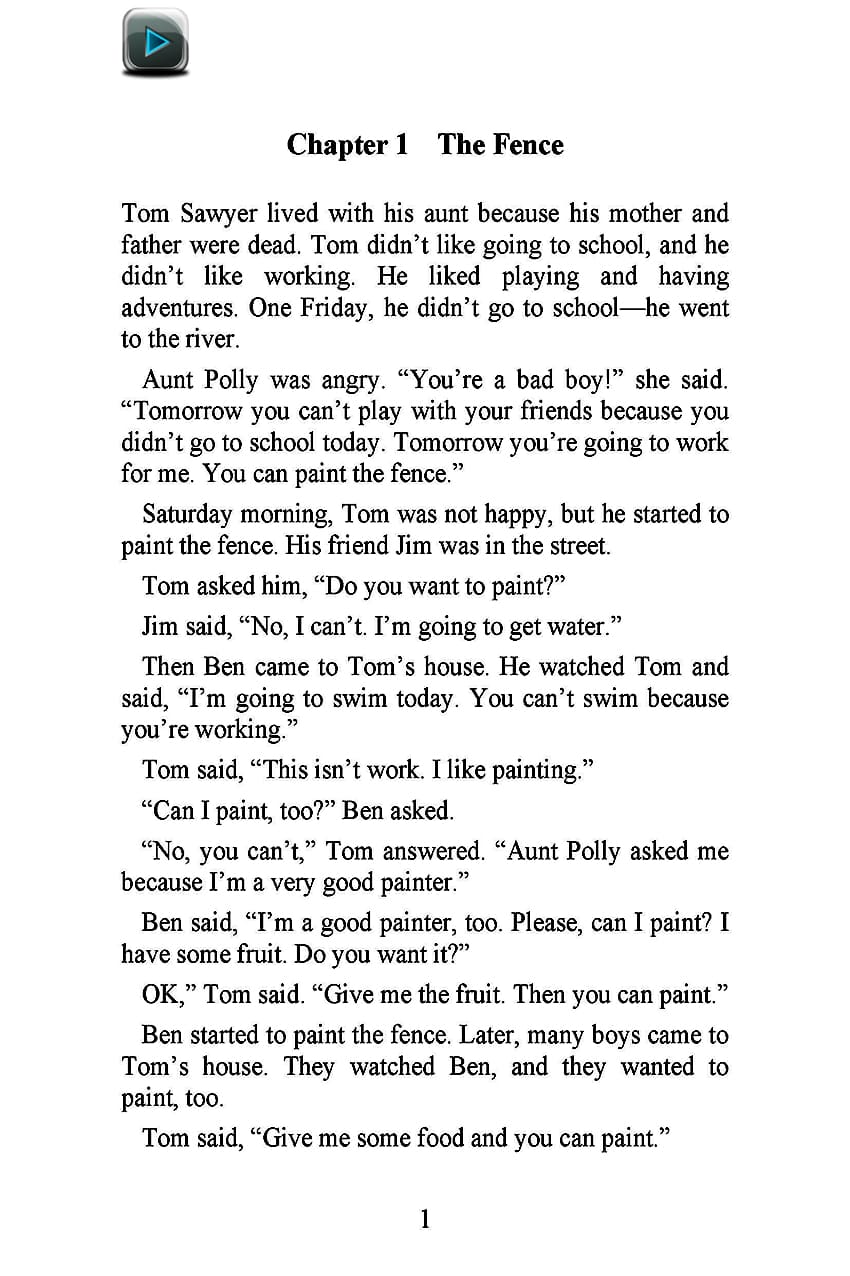 Chapter 1 The Fence
Tom Sawyer lived with his aunt because his mother and
father were dead. Tom didn’t like going to school, and he
didn’t like working. He liked playing and having
adventures. One Friday, he didn’t go to school—he went
to the river.
Aunt Polly was angry. “You’re a bad boy!” she said.
“Tomorrow you can’t play with your friends because you
didn’t go to school today. Tomorrow you’re going to work
for me. You can paint the fence.”
Saturday morning, Tom was not happy, but he started to
paint the fence. His friend Jim was in the street.
Tom asked him, “Do you want to paint?”
Jim said, “No, I can’t. I’m going to get water.”
Then Ben came to Tom’s house. He watched Tom and
said, “I’m going to swim today. You can’t swim because
you’re working.”
Tom said, “This isn’t work. I like painting.”
“Can I paint, too?” Ben asked.
“No, you can’t,” Tom answered. “Aunt Polly asked me
because I’m a very good painter.”
Ben said, “I’m a good painter, too. Please, can I paint? I
have some fruit. Do you want it?”
OK,” Tom said. “Give me the fruit. Then you can paint.”
Ben started to paint the fence. Later, many boys came to
Tom’s house. They watched Ben, and they wanted to
paint, too.
Tom said, “Give me some food and you can paint.”
1